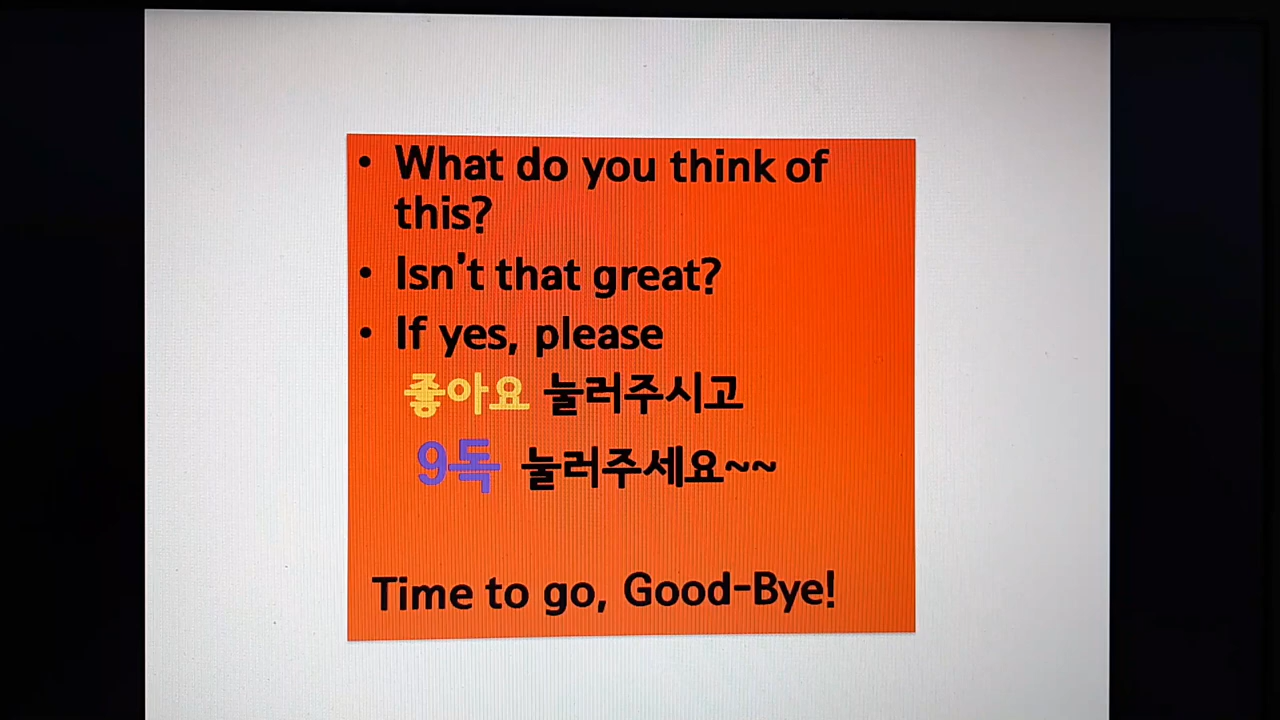 • What do you think of
this?
• Isn't that great?
• If yes, please
좋아요 눌러주시고
9독 눌러주세요~~
Time to go, Good-Bye!